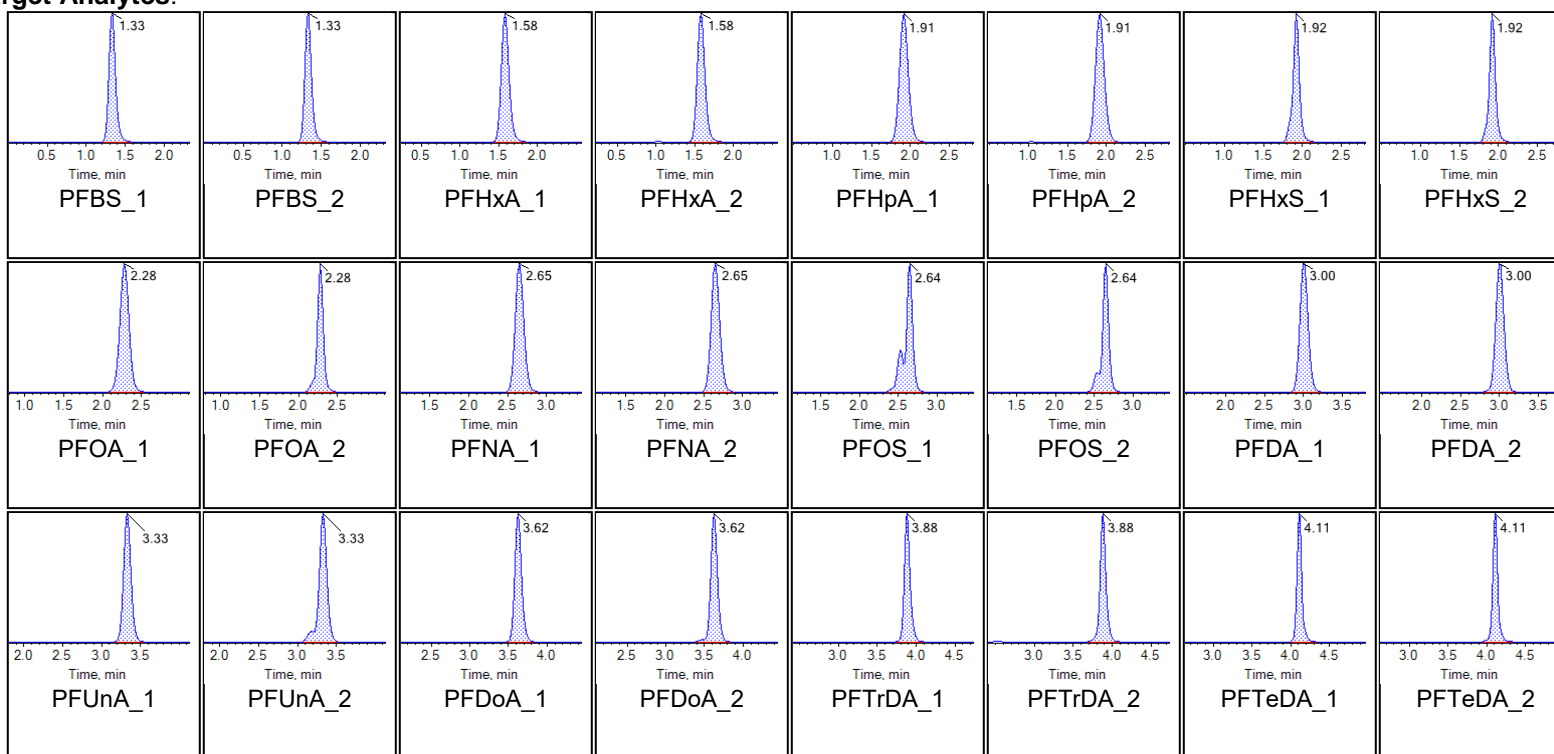 rget Analytes:
1.33 1.33 1.58 1.58 1.91 1.91 1.92 1.92
0.5 1.0 1.5 2.0 0.5 1.0 1.5 2.0 0.5 1.0 1.5 2.0 0.5 1.0 1.5 2.0 1.0 1.5 2.0 2.5 1.0 1.5 2.0 2.5 1.0 1.5 2.0 2.5 1.0 1.5 2.0 2.5
Time, min Time, min Time, min Time, min Time, min Time, min Time, min Time, min
PFBS_1 PFBS_2 PFHxA_1 PFHxA_2 PFHpA_1 PFHpA_2 PFHxS_1 PFHxS_2
2.28 2.28 2.65 2.65 2.64 2.64 3.00 3.00
1.0 1.5 2.0 2.5 1.0 1.5 2.0 2.5 1.5 2.0 2.5 3.0 1.5 2.0 2.5 3.0 1.5 2.0 2.5 3.0 1.5 2.0 2.5 3.0 2.0 2.5 3.0 3.5 2.0 2.5 3.0 3.5
Time, min Time, min Time, min Time, min Time, min Time, min Time, min Time, min
PFOA_1 PFOA_2 PFNA_1 PFNA_2 PFOS_1 PFOS_2 PFDA_1 PFDA_2
3.33 3.33 3.62 3.62 3.88 3.88 4.11 4.11
2.0 2.5 3.0 3.5 2.0 2.5 3.0 3.5 2.5 3.0 3.5 4.0 2.5 3.0 3.5 4.0 3.0 3.5 4.0 4.5 3.0 3.5 4.0 4.5 3.0 3.5 4.0 4.5 3.0 3.5 4.0 4.5
Time, min Time, min Time, min Time, min Time, min Time, min Time, min Time, min
PFUnA_1 PFUnA_2 PFDoA_1 PFDoA_2 PFTrDA_1 PFTrDA_2 PFTeDA_1 PFTeDA_2